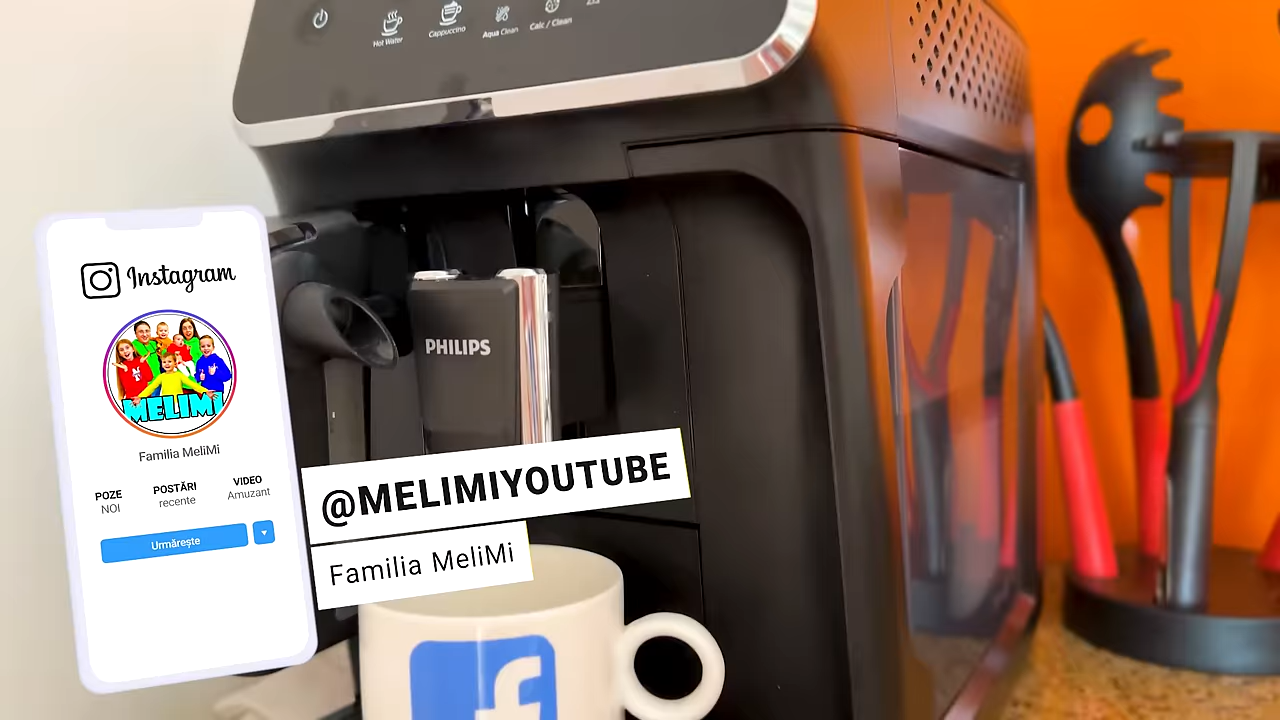 Hot Water
Cappuccino
Aqua Clean
Calc / Clean
Instagram
MELIMI
Familia MeliMi
POZE
NOI
POSTĂRI
recente
VIDEO
Amuzant
Urmărește
PHILIPS
@MELIMIYOUTUBE
Familia MeliMi
f